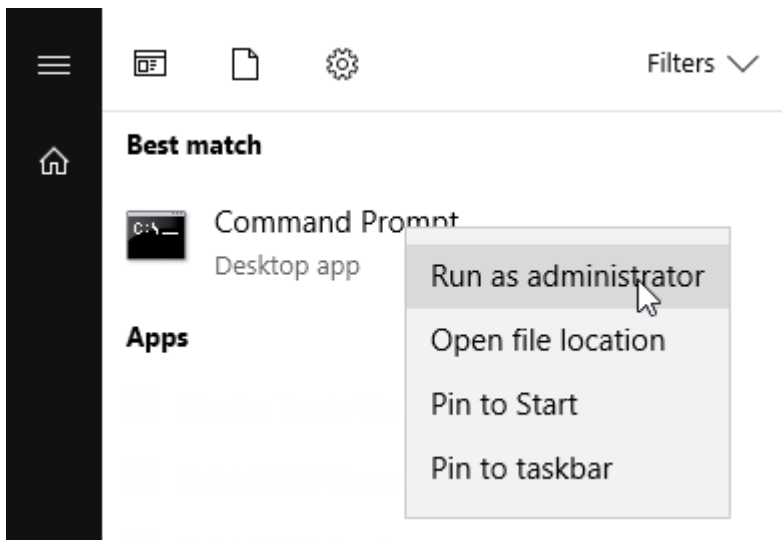 Filters
Best match
C:\_
Command Prompt
Desktop app
Run as administrator
Apps
Open file location
Pin to Start
Pin to taskbar